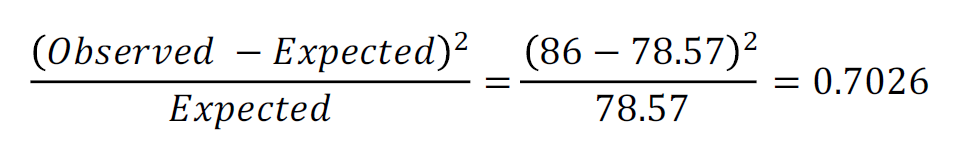 (Observed − Expected)² / Expected = (86 − 78.57)² / 78.57 = 0.7026